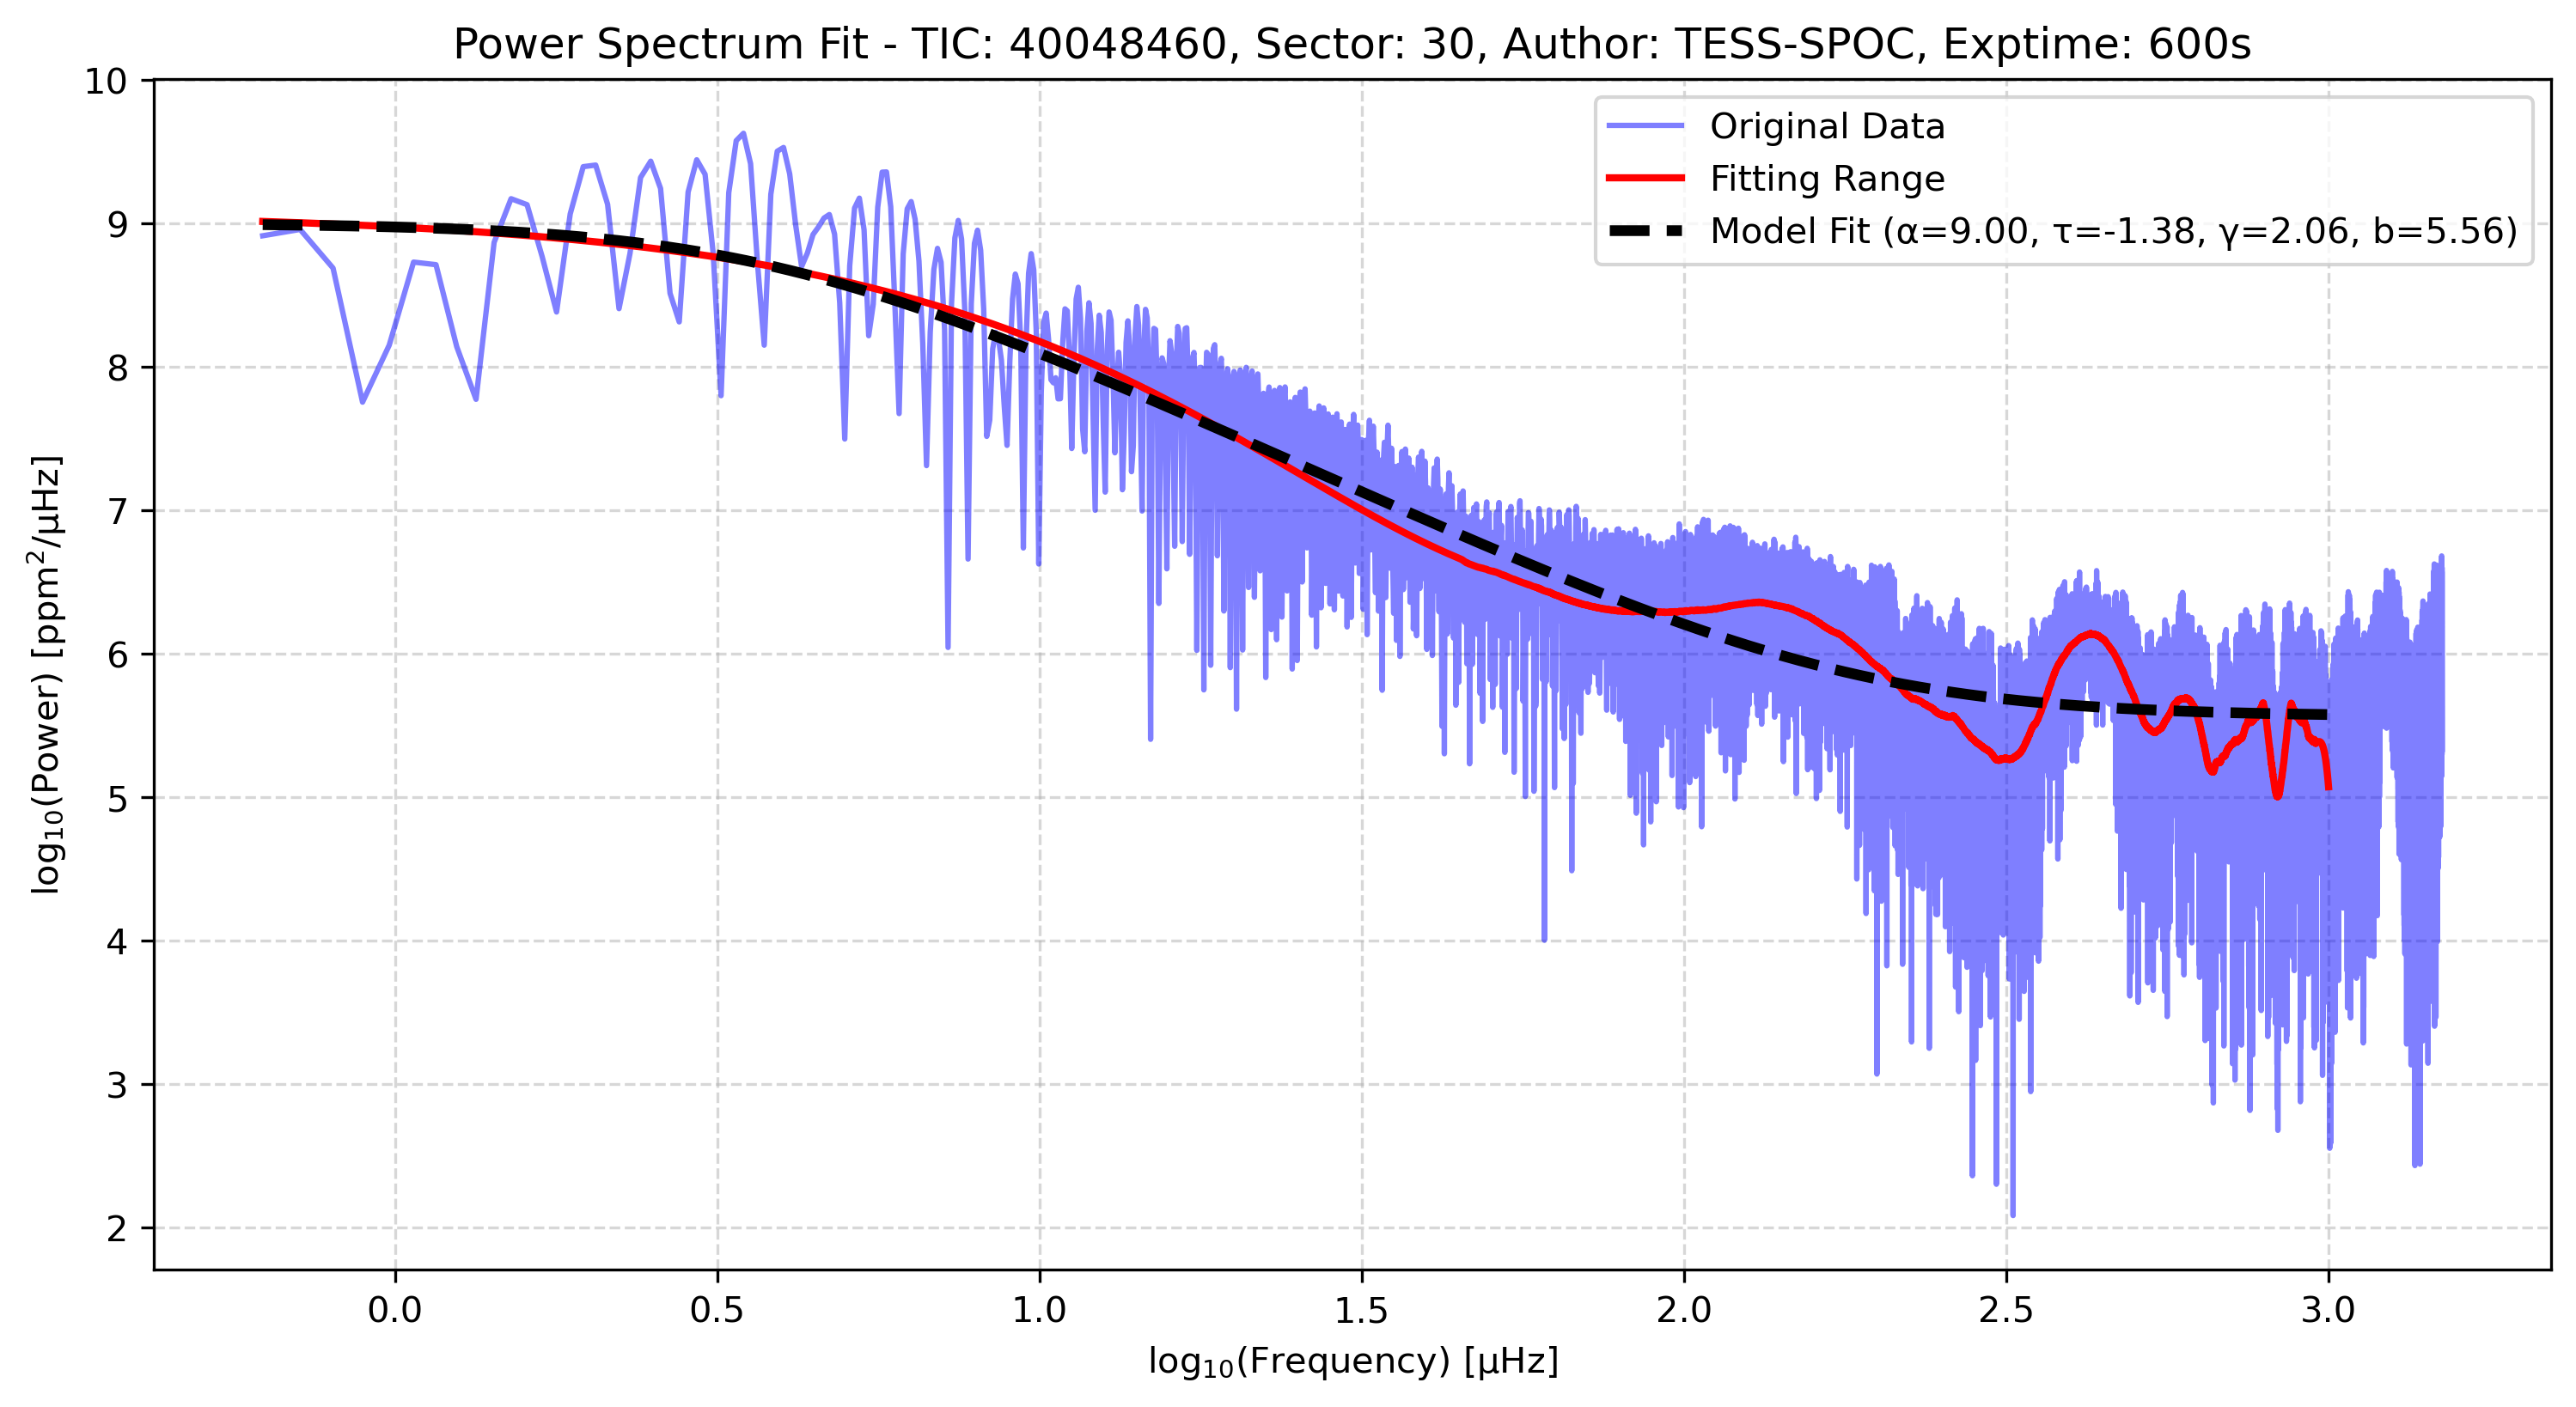 Power Spectrum Fit - TIC: 40048460, Sector: 30, Author: TESS-SPOC, Exptime: 600s
Original Data
Fitting Range
Model Fit (α=9.00, τ=-1.38, γ=2.06, b=5.56)
log₁₀(Power) [ppm²/μHz]
10
9
8
7
6
5
4
3
2
0.0 0.5 1.0 1.5 2.0 2.5 3.0
log₁₀(Frequency) [μHz]